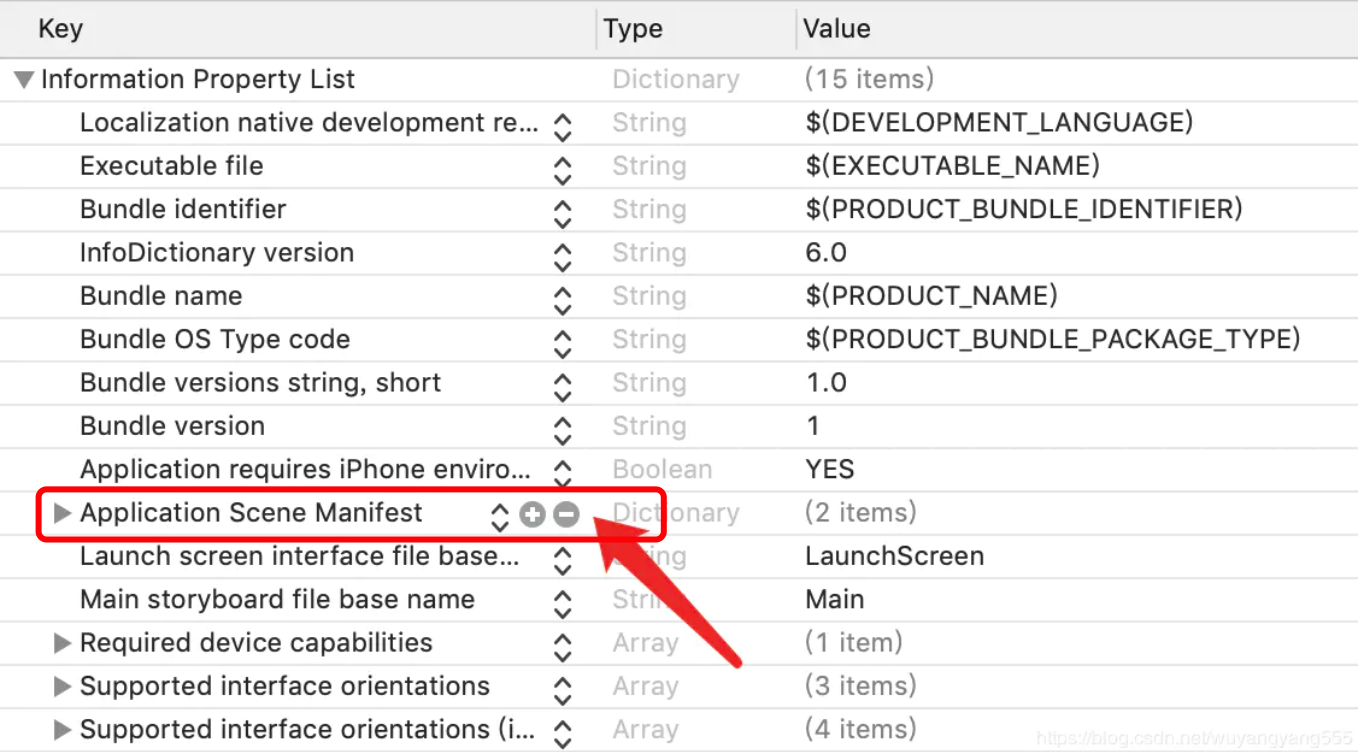 Key Type Value
Information Property List Dictionary (15 items)
Localization native development re... String $(DEVELOPMENT_LANGUAGE)
Executable file String $(EXECUTABLE_NAME)
Bundle identifier String $(PRODUCT_BUNDLE_IDENTIFIER)
InfoDictionary version String 6.0
Bundle name String $(PRODUCT_NAME)
Bundle OS Type code String $(PRODUCT_BUNDLE_PACKAGE_TYPE)
Bundle versions string, short String 1.0
Bundle version String 1
Application requires iPhone enviro... Boolean YES
Application Scene Manifest Dictionary (2 items)
Launch screen interface file base... String LaunchScreen
Main storyboard file base name String Main
Required device capabilities Array (1 item)
Supported interface orientations Array (3 items)
Supported interface orientations (i... Array (4 items)
https://blog.csdn.net/wuyangyang555